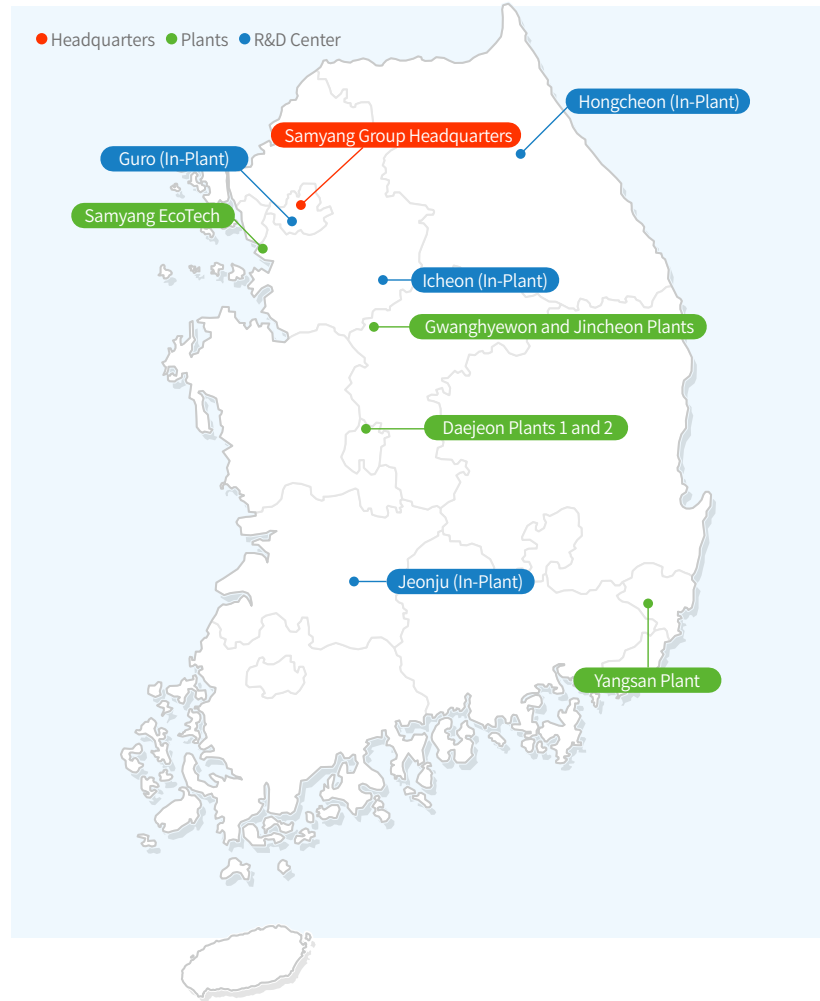 Headquarters Plants R&D Center
Hongcheon (In-Plant)
Samyang Group Headquarters
Guro (In-Plant)
Samyang EcoTech
Icheon (In-Plant)
Gwanghyewon and Jincheon Plants
Daejeon Plants 1 and 2
Jeonju (In-Plant)
Yangsan Plant